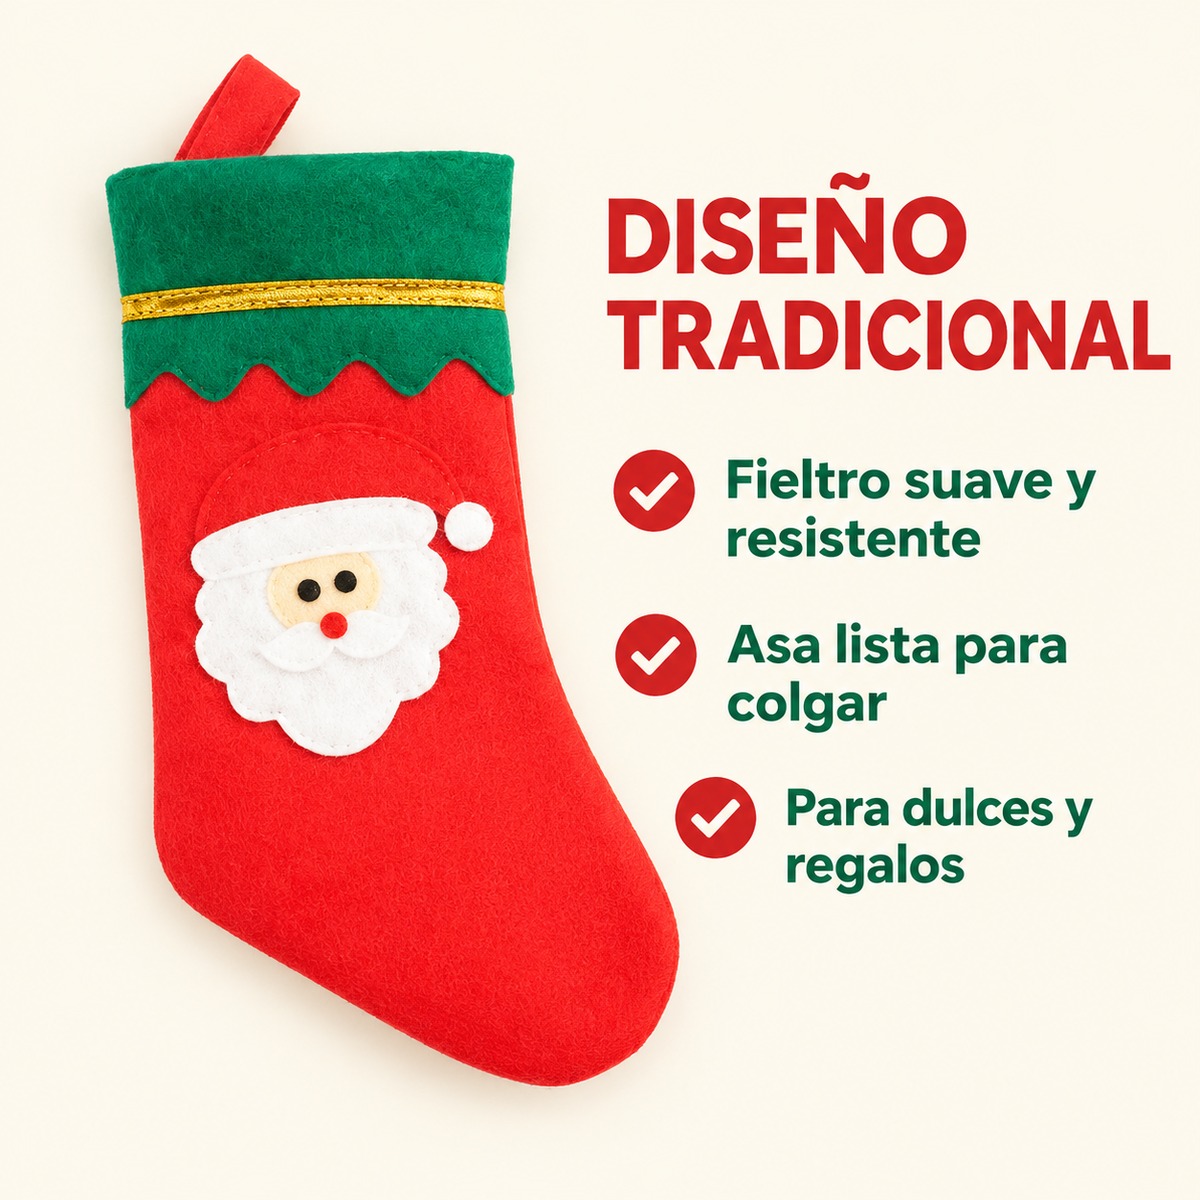 DISEÑO
TRADICIONAL
Fieltro suave y
resistente
Asa lista para
colgar
Para dulces y
regalos